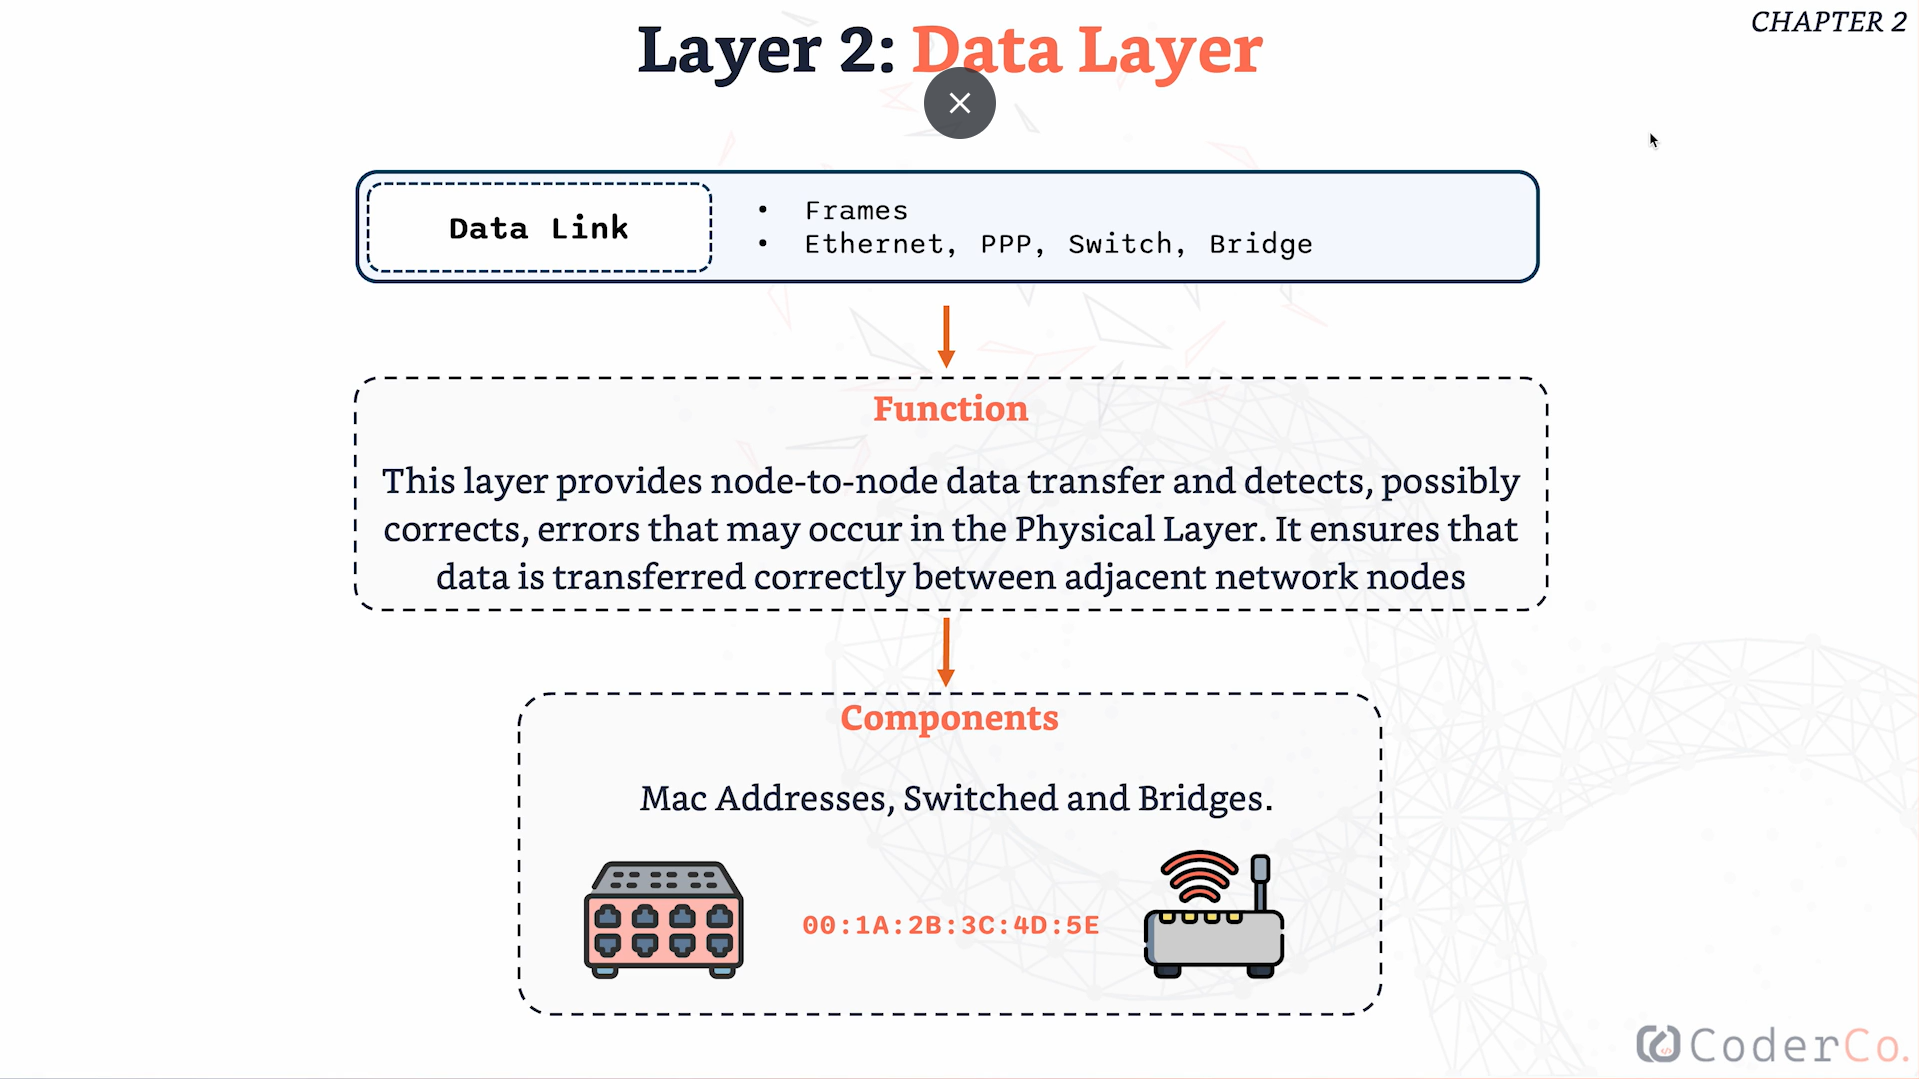 CHAPTER 2
Layer 2: Data Layer
Data Link
• Frames
• Ethernet, PPP, Switch, Bridge
Function
This layer provides node-to-node data transfer and detects, possibly
corrects, errors that may occur in the Physical Layer. It ensures that
data is transferred correctly between adjacent network nodes
Components
Mac Addresses, Switched and Bridges.
00:1A:2B:3C:4D:5E
CoderCo.